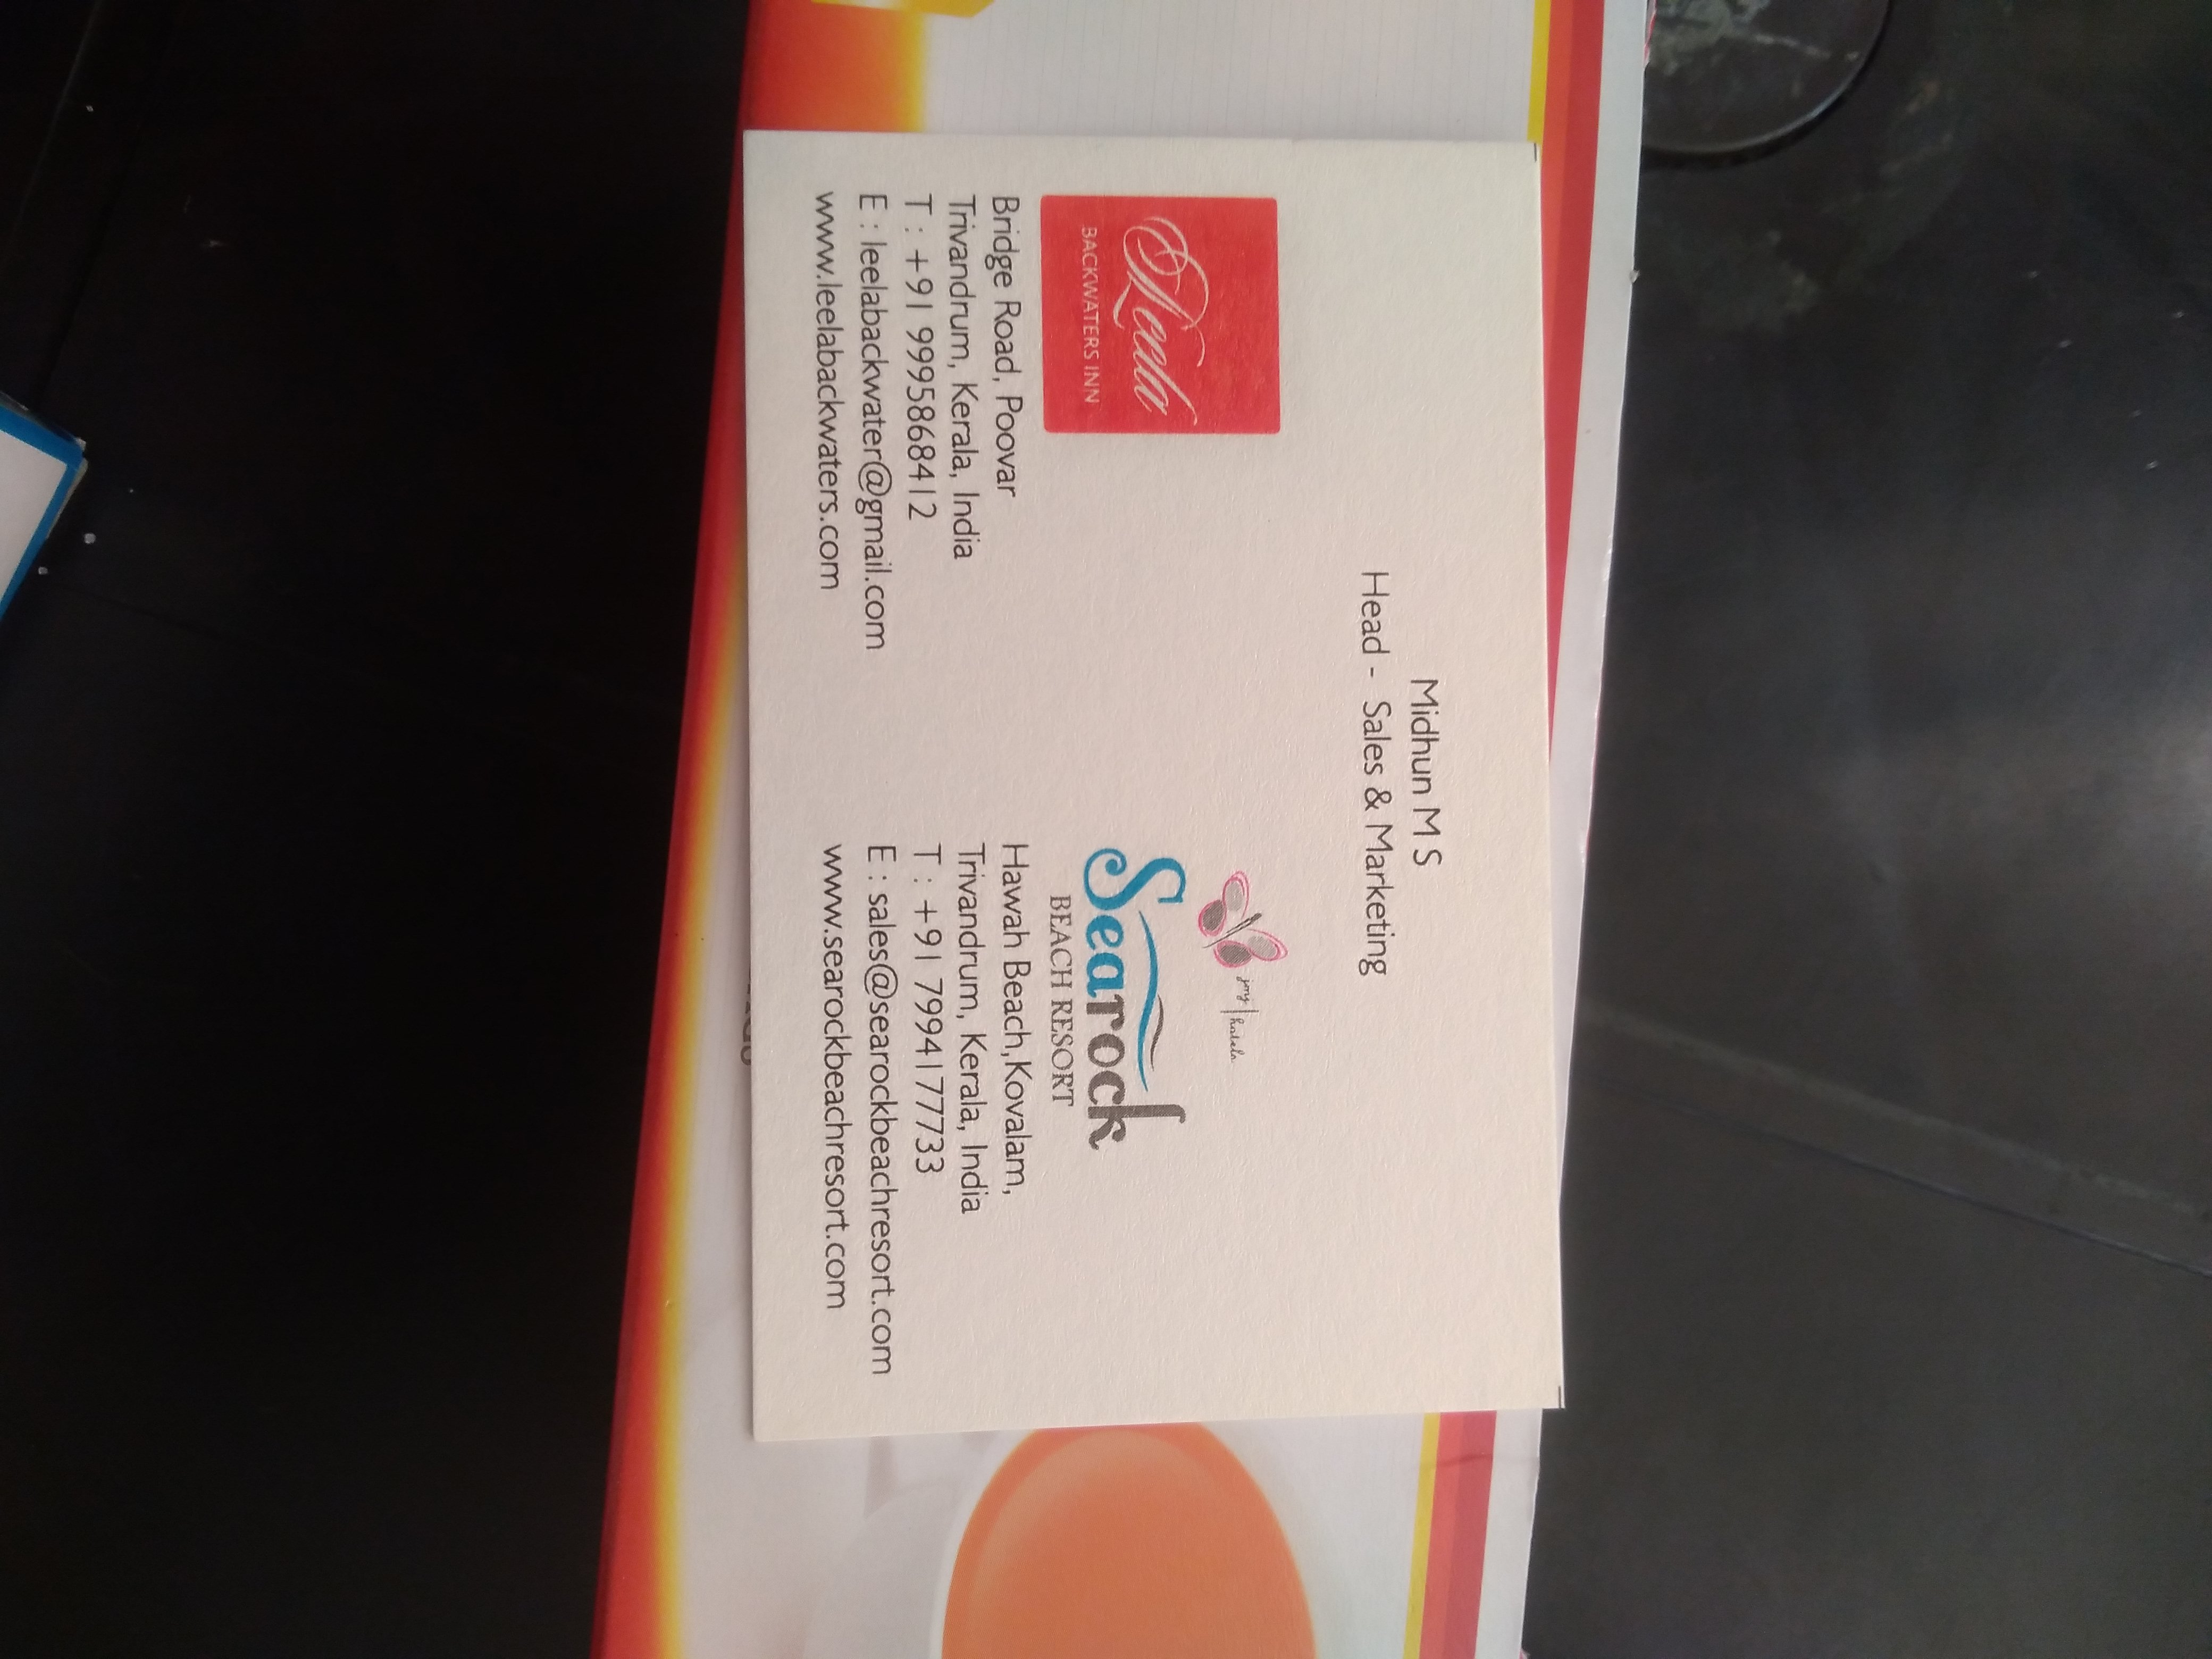 Midhun M S
Head - Sales & Marketing
Leela
BACKWATERS INN
Bridge Road, Poovar
Trivandrum, Kerala, India
T : +91 9995868412
E : leelabackwater@gmail.com
www.leelabackwaters.com
hotels
Searock
BEACH RESORT
Hawah Beach,Kovalam,
Trivandrum, Kerala, India
T : +91 7994177733
E : sales@searockbeachresort.com
www.searockbeachresort.com